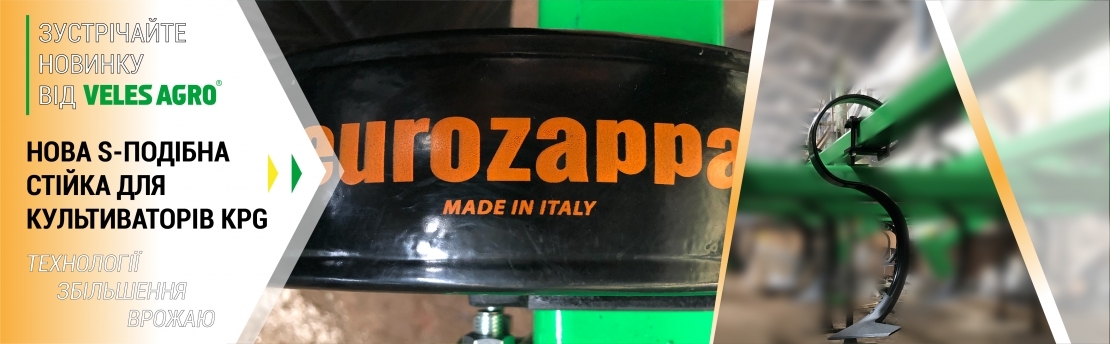 ЗУСТРІЧАЙТЕ
НОВИНКУ
ВІД VELES AGRO®
НОВА S-ПОДІБНА
СТІЙКА ДЛЯ
КУЛЬТИВАТОРІВ KPG
ТЕХНОЛОГІЇ
ЗБІЛЬШЕННЯ
ВРОЖАЮ
eurozappa
MADE IN ITALY